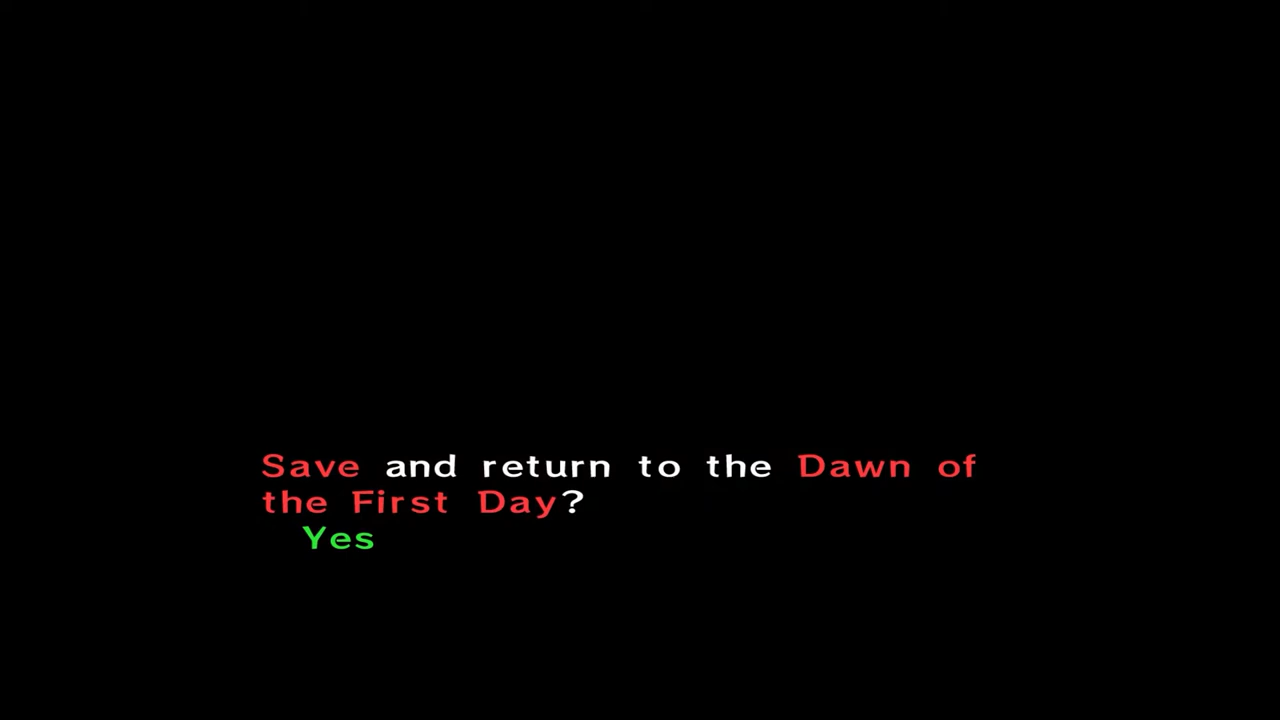 Save and return to the Dawn of
the First Day?
Yes